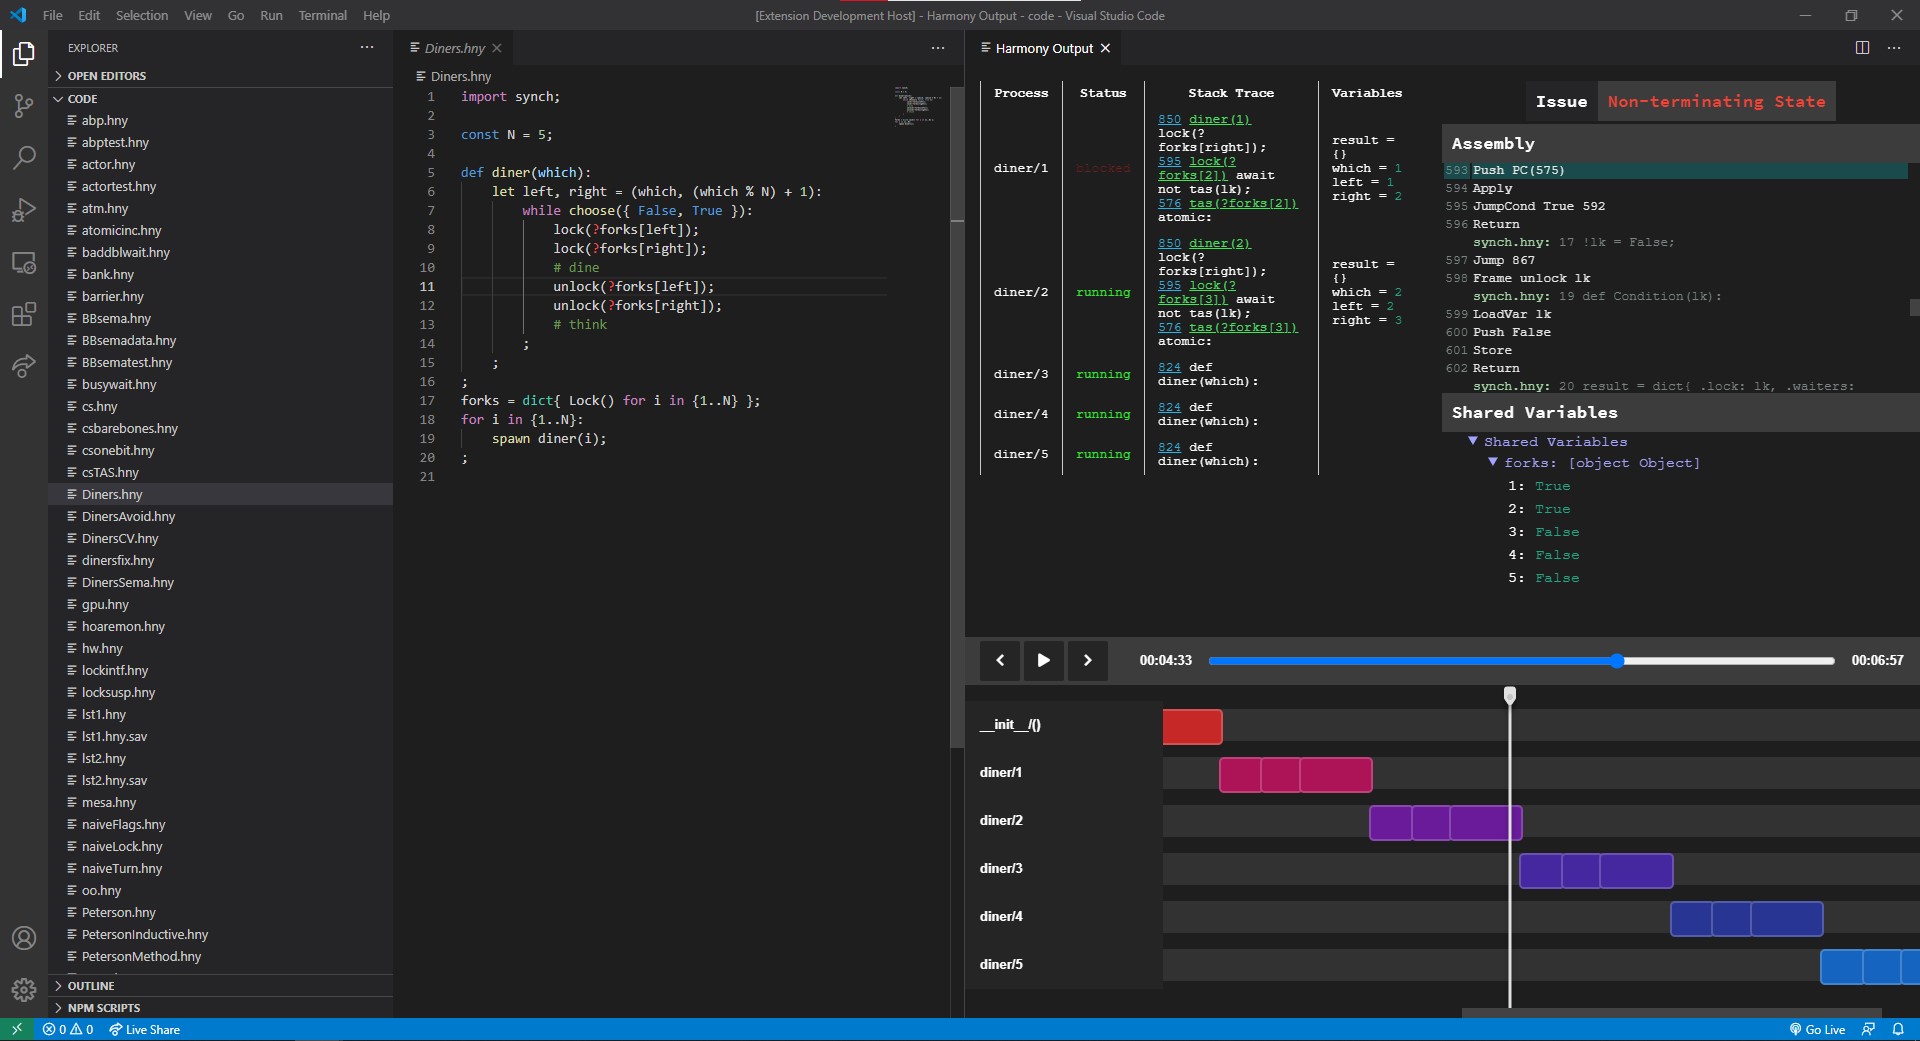 File Edit Selection View Go Run Terminal Help
[Extension Development Host] - Harmony Output - code - Visual Studio Code
EXPLORER
OPEN EDITORS
CODE
abp.hny
abptest.hny
actor.hny
actortest.hny
atm.hny
atomicinc.hny
baddblwait.hny
bank.hny
barrier.hny
BBsema.hny
BBsemadata.hny
BBsematest.hny
busywait.hny
cs.hny
csbarebones.hny
csonebit.hny
csTAS.hny
Diners.hny
DinersAvoid.hny
DinersCV.hny
dinersfix.hny
DinersSema.hny
gpu.hny
hoaremon.hny
hw.hny
lockintf.hny
locksusp.hny
lst1.hny
lst1.hny.sav
lst2.hny
lst2.hny.sav
mesa.hny
naiveFlags.hny
naiveLock.hny
naiveTurn.hny
oo.hny
Peterson.hny
PetersonInductive.hny
PetersonMethod.hny
OUTLINE
NPM SCRIPTS
Diners.hny
Diners.hny
1 import synch;
2
3 const N = 5;
4
5 def diner(which):
6 let left, right = (which, (which % N) + 1):
7 while choose({ False, True }):
8 lock(?forks[left]);
9 lock(?forks[right]);
10 # dine
11 unlock(?forks[left]);
12 unlock(?forks[right]);
13 # think
14 ;
15 ;
16 ;
17 forks = dict{ Lock() for i in {1..N} };
18 for i in {1..N}:
19 spawn diner(i);
20 ;
21
Harmony Output
Process Status Stack Trace Variables
diner/1 blocked
850 diner(1)
lock(?
forks[right]);
595 lock(?
forks[2]) await
not tas(lk);
576 tas(?forks[2])
atomic:
result =
{}
which = 1
left = 1
right = 2
diner/2 running
850 diner(2)
lock(?
forks[right]);
595 lock(?
forks[3]) await
not tas(lk);
576 tas(?forks[3])
atomic:
result =
{}
which = 2
left = 2
right = 3
diner/3 running
824 def
diner(which):
diner/4 running
824 def
diner(which):
diner/5 running
824 def
diner(which):
Issue Non-terminating State
Assembly
593 Push PC(575)
594 Apply
595 JumpCond True 592
596 Return
synch.hny: 17 !lk = False;
597 Jump 867
598 Frame unlock lk
synch.hny: 19 def Condition(lk):
599 LoadVar lk
600 Push False
601 Store
602 Return
synch.hny: 20 result = dict{ .lock: lk, .waiters:
Shared Variables
Shared Variables
forks: [object Object]
1: True
2: True
3: False
4: False
5: False
00:04:33 00:06:57
__init__/()
diner/1
diner/2
diner/3
diner/4
diner/5
0 0 Live Share Go Live